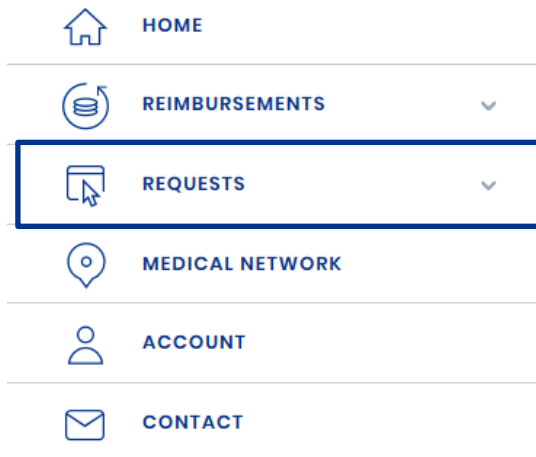 HOME
REIMBURSEMENTS
REQUESTS
MEDICAL NETWORK
ACCOUNT
CONTACT